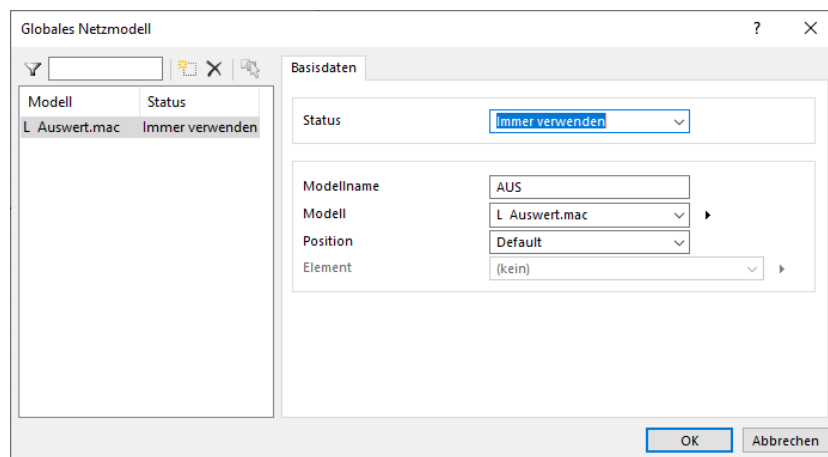 Globales Netzmodell
Basisdaten
Modell Status
L Auswert.mac Immer verwenden
Status Immer verwenden
Modellname AUS
Modell L Auswert.mac
Position Default
Element (kein)
OK Abbrechen